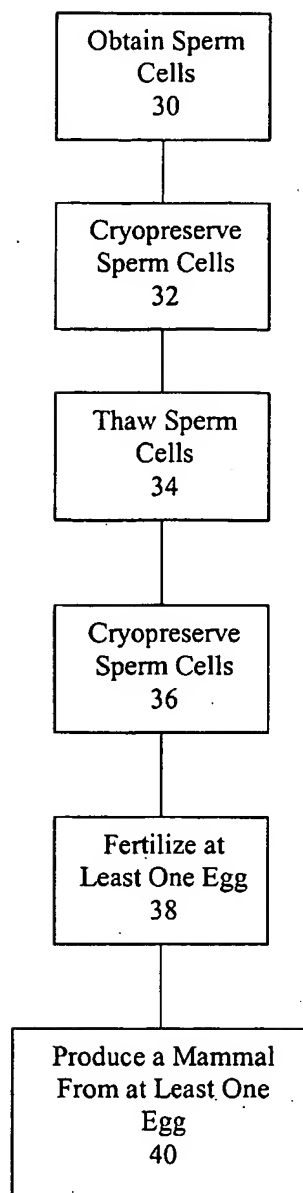 Obtain Sperm
Cells
30
Cryopreserve
Sperm Cells
32
Thaw Sperm
Cells
34
Cryopreserve
Sperm Cells
36
Fertilize at
Least One Egg
38
Produce a Mammal
From at Least One
Egg
40